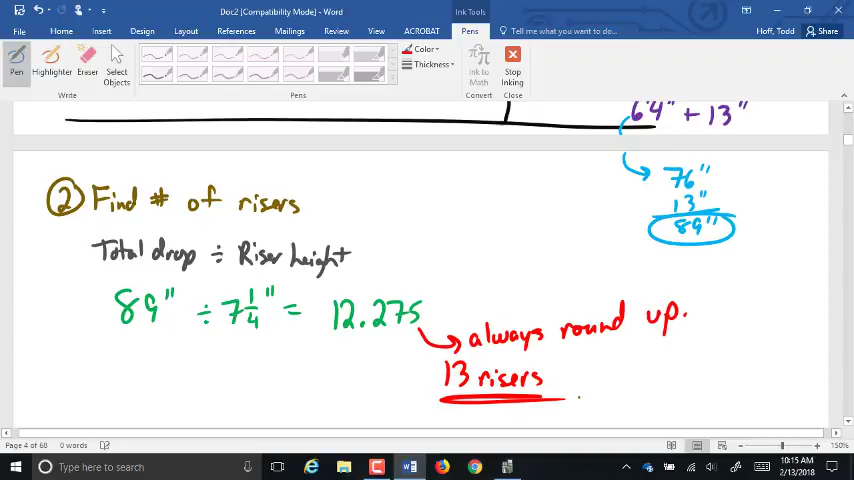 Doc2 [Compatibility Mode] - Word
Ink Tools
Hoff, Todd
File Home Insert Design Layout References Mailings Review View ACROBAT Pens Tell me what you want to do... Share
Pen Highlighter Eraser Select Objects
Color
Thickness
Ink to Math
Stop Inking
Write Pens Convert Close
6'4" + 13"
76"
13"
89"
2 Find # of risers
Total drop ÷ Riser height
89" ÷ 7 1/4" = 12.275
always round up.
13 risers
Page 4 of 68 0 words 150%
Type here to search
10:15 AM
2/13/2018